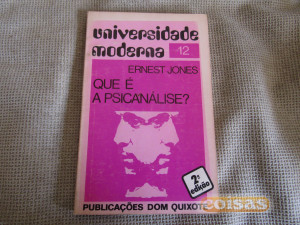 universidade
moderna 12
ERNEST JONES
QUE É
A PSICANÁLISE?
2ª
edição
PUBLICAÇÕES DOM QUIXOTE
coisas